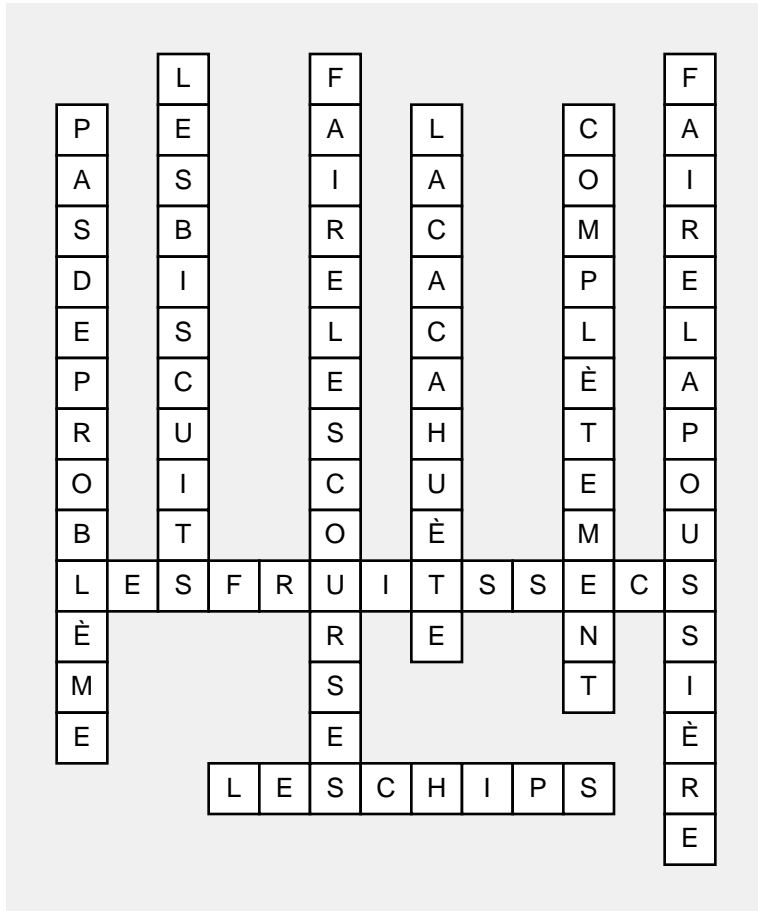 LESBISCUITS
FAIRELESCOURSES
FAIRELAPOUSSIÈRE
PASDEPROBLÈME
LACACAHUÈTE
COMPLÈTEMENT
LESFRUITSSECS
LESCHIPS